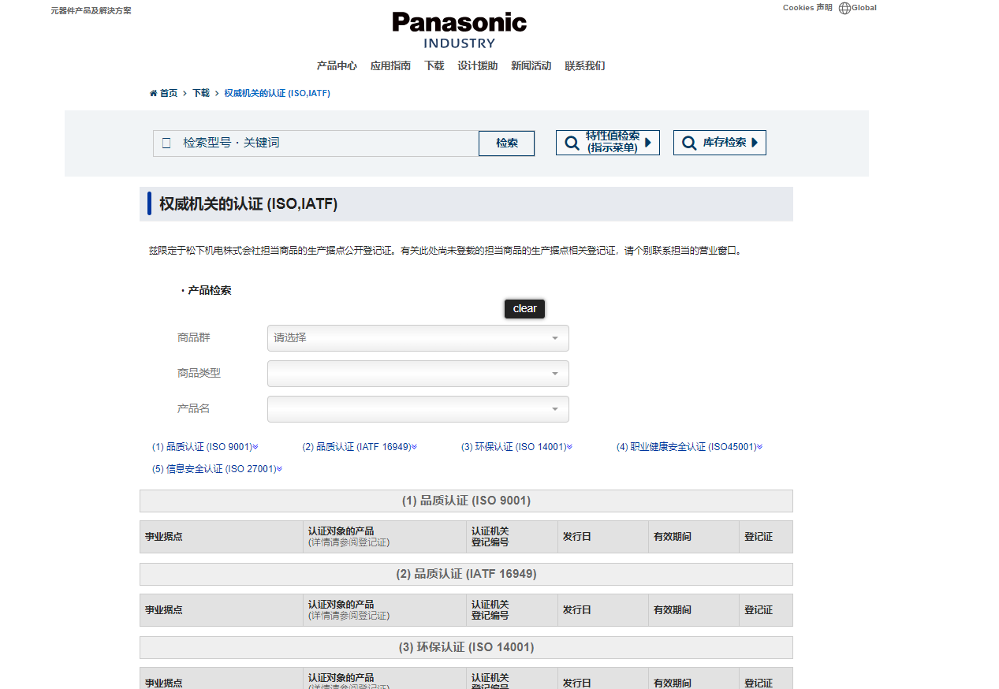 元器件产品及解决方案
Cookies 声明 Global
Panasonic
INDUSTRY
产品中心 应用指南 下载 设计援助 新闻活动 联系我们
首页 下载 权威机关的认证 (ISO,IATF)
检索型号・关键词 检索 特性值检索 (指示菜单) 库存检索
权威机关的认证 (ISO,IATF)
兹限定于松下机电株式会社担当商品的生产据点公开登记证。有关此处尚未登载的担当商品的生产据点相关登记证，请个别联系担当的营业窗口。
・产品检索
clear
商品群 请选择
商品类型
产品名
(1) 品质认证 (ISO 9001) (2) 品质认证 (IATF 16949) (3) 环保认证 (ISO 14001) (4) 职业健康安全认证 (ISO45001)
(5) 信息安全认证 (ISO 27001)
(1) 品质认证 (ISO 9001)
事业据点 认证对象的产品 (详情请参阅登记证) 认证机关 登记编号 发行日 有效期间 登记证
(2) 品质认证 (IATF 16949)
事业据点 认证对象的产品 (详情请参阅登记证) 认证机关 登记编号 发行日 有效期间 登记证
(3) 环保认证 (ISO 14001)
事业据点 认证对象的产品 (详情请参阅登记证) 认证机关 登记编号 发行日 有效期间 登记证